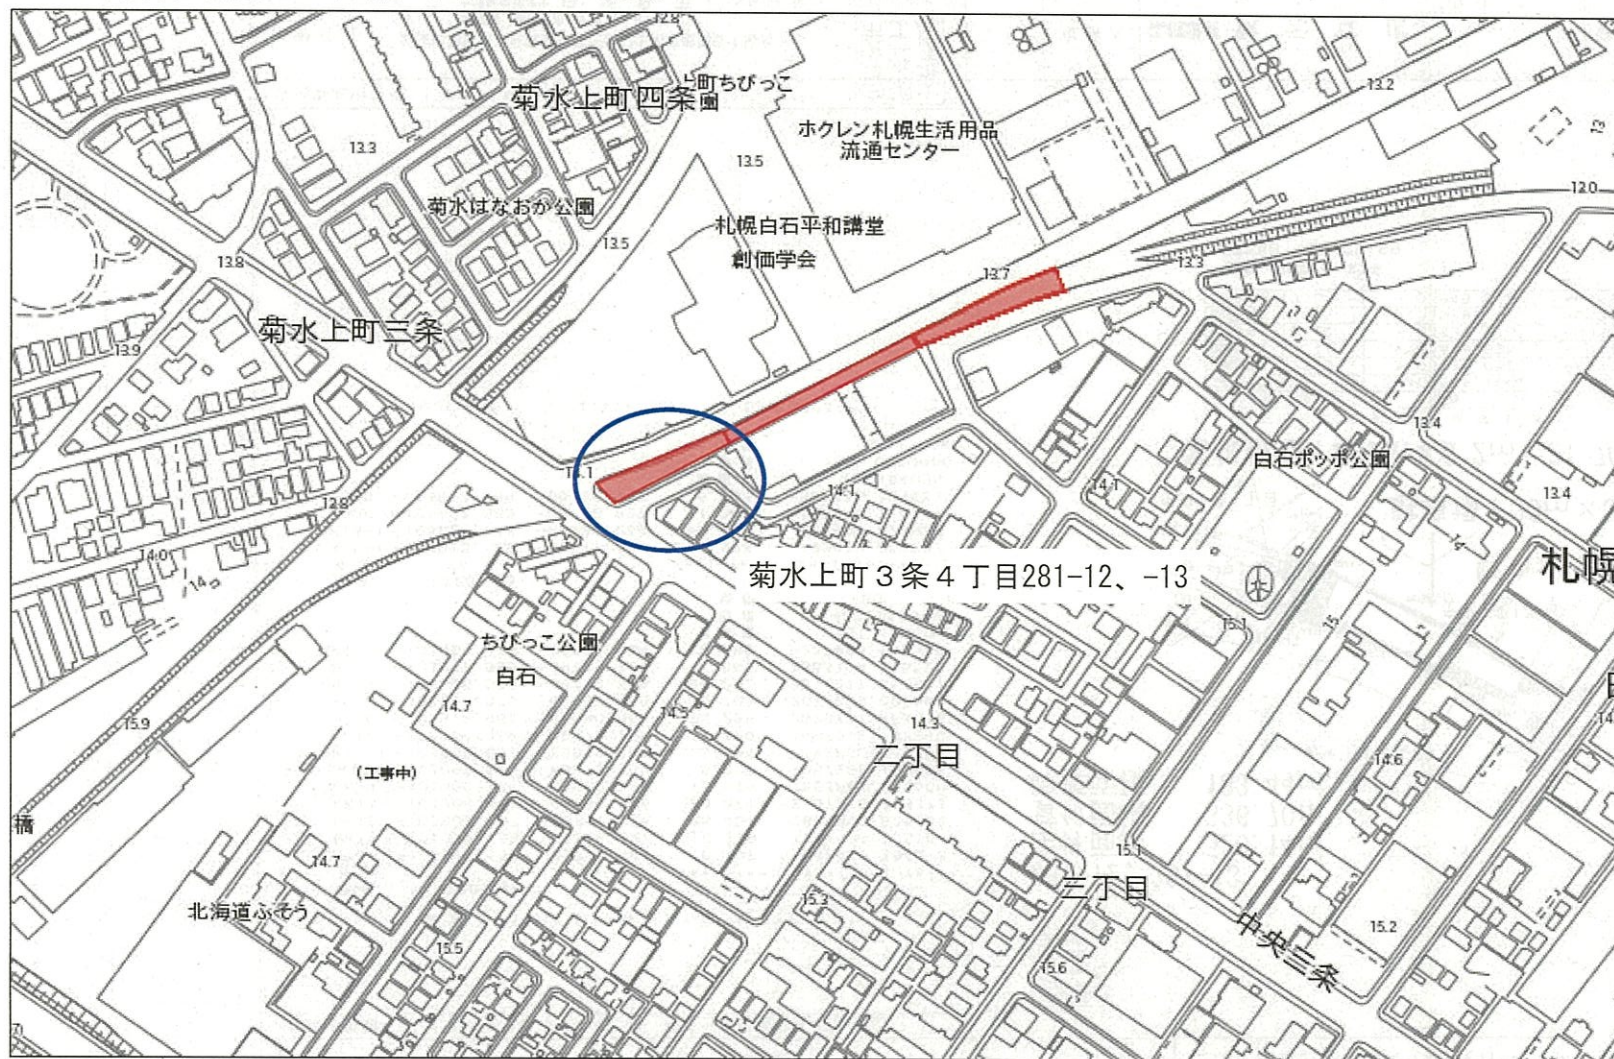 12.8
上町ちびっこ
園
菊水上町四条
13.2
ホクレン札幌生活用品
流通センター
13.3
13.5
13
12.0
菊水はなおか公園
札幌白石平和講堂
創価学会
13.5
13.8
13.7
13.3
菊水上町三条
13.9
13.4
白石ポッポ公園
14.1
14.1
13.4
12.8
14.0
14
14
菊水上町3条4丁目281-12、-13
札幌
15
15.1
ちびっこ公園
白石
14.7
14.5
15.9
14.3
二丁目
14.6
(工事中)
橋
14.7
15.1
三丁目
15.3
北海道ふそう
中央三条
15.2
15.5
15.6